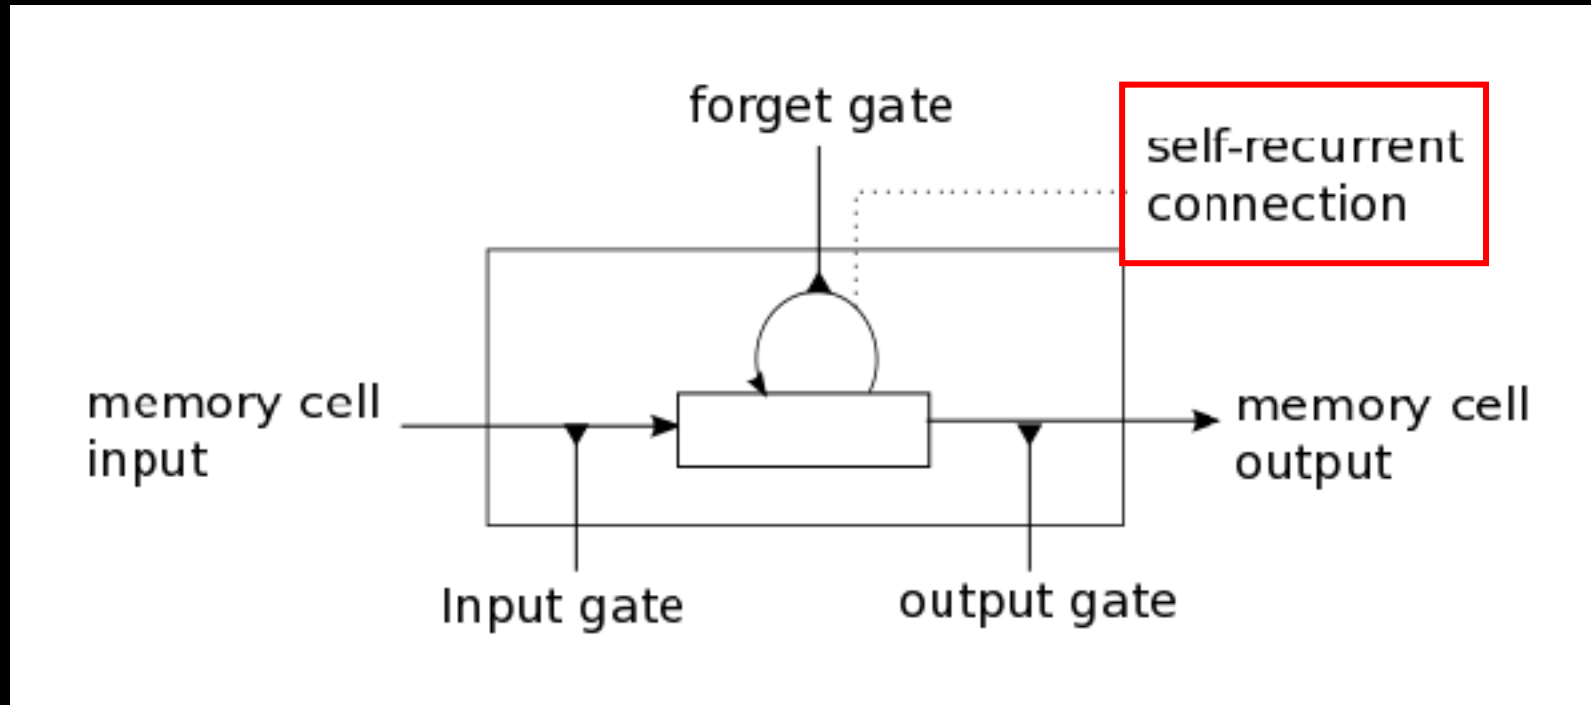 forget gate
self-recurrent
connection
memory cell
input
memory cell
output
Input gate
output gate